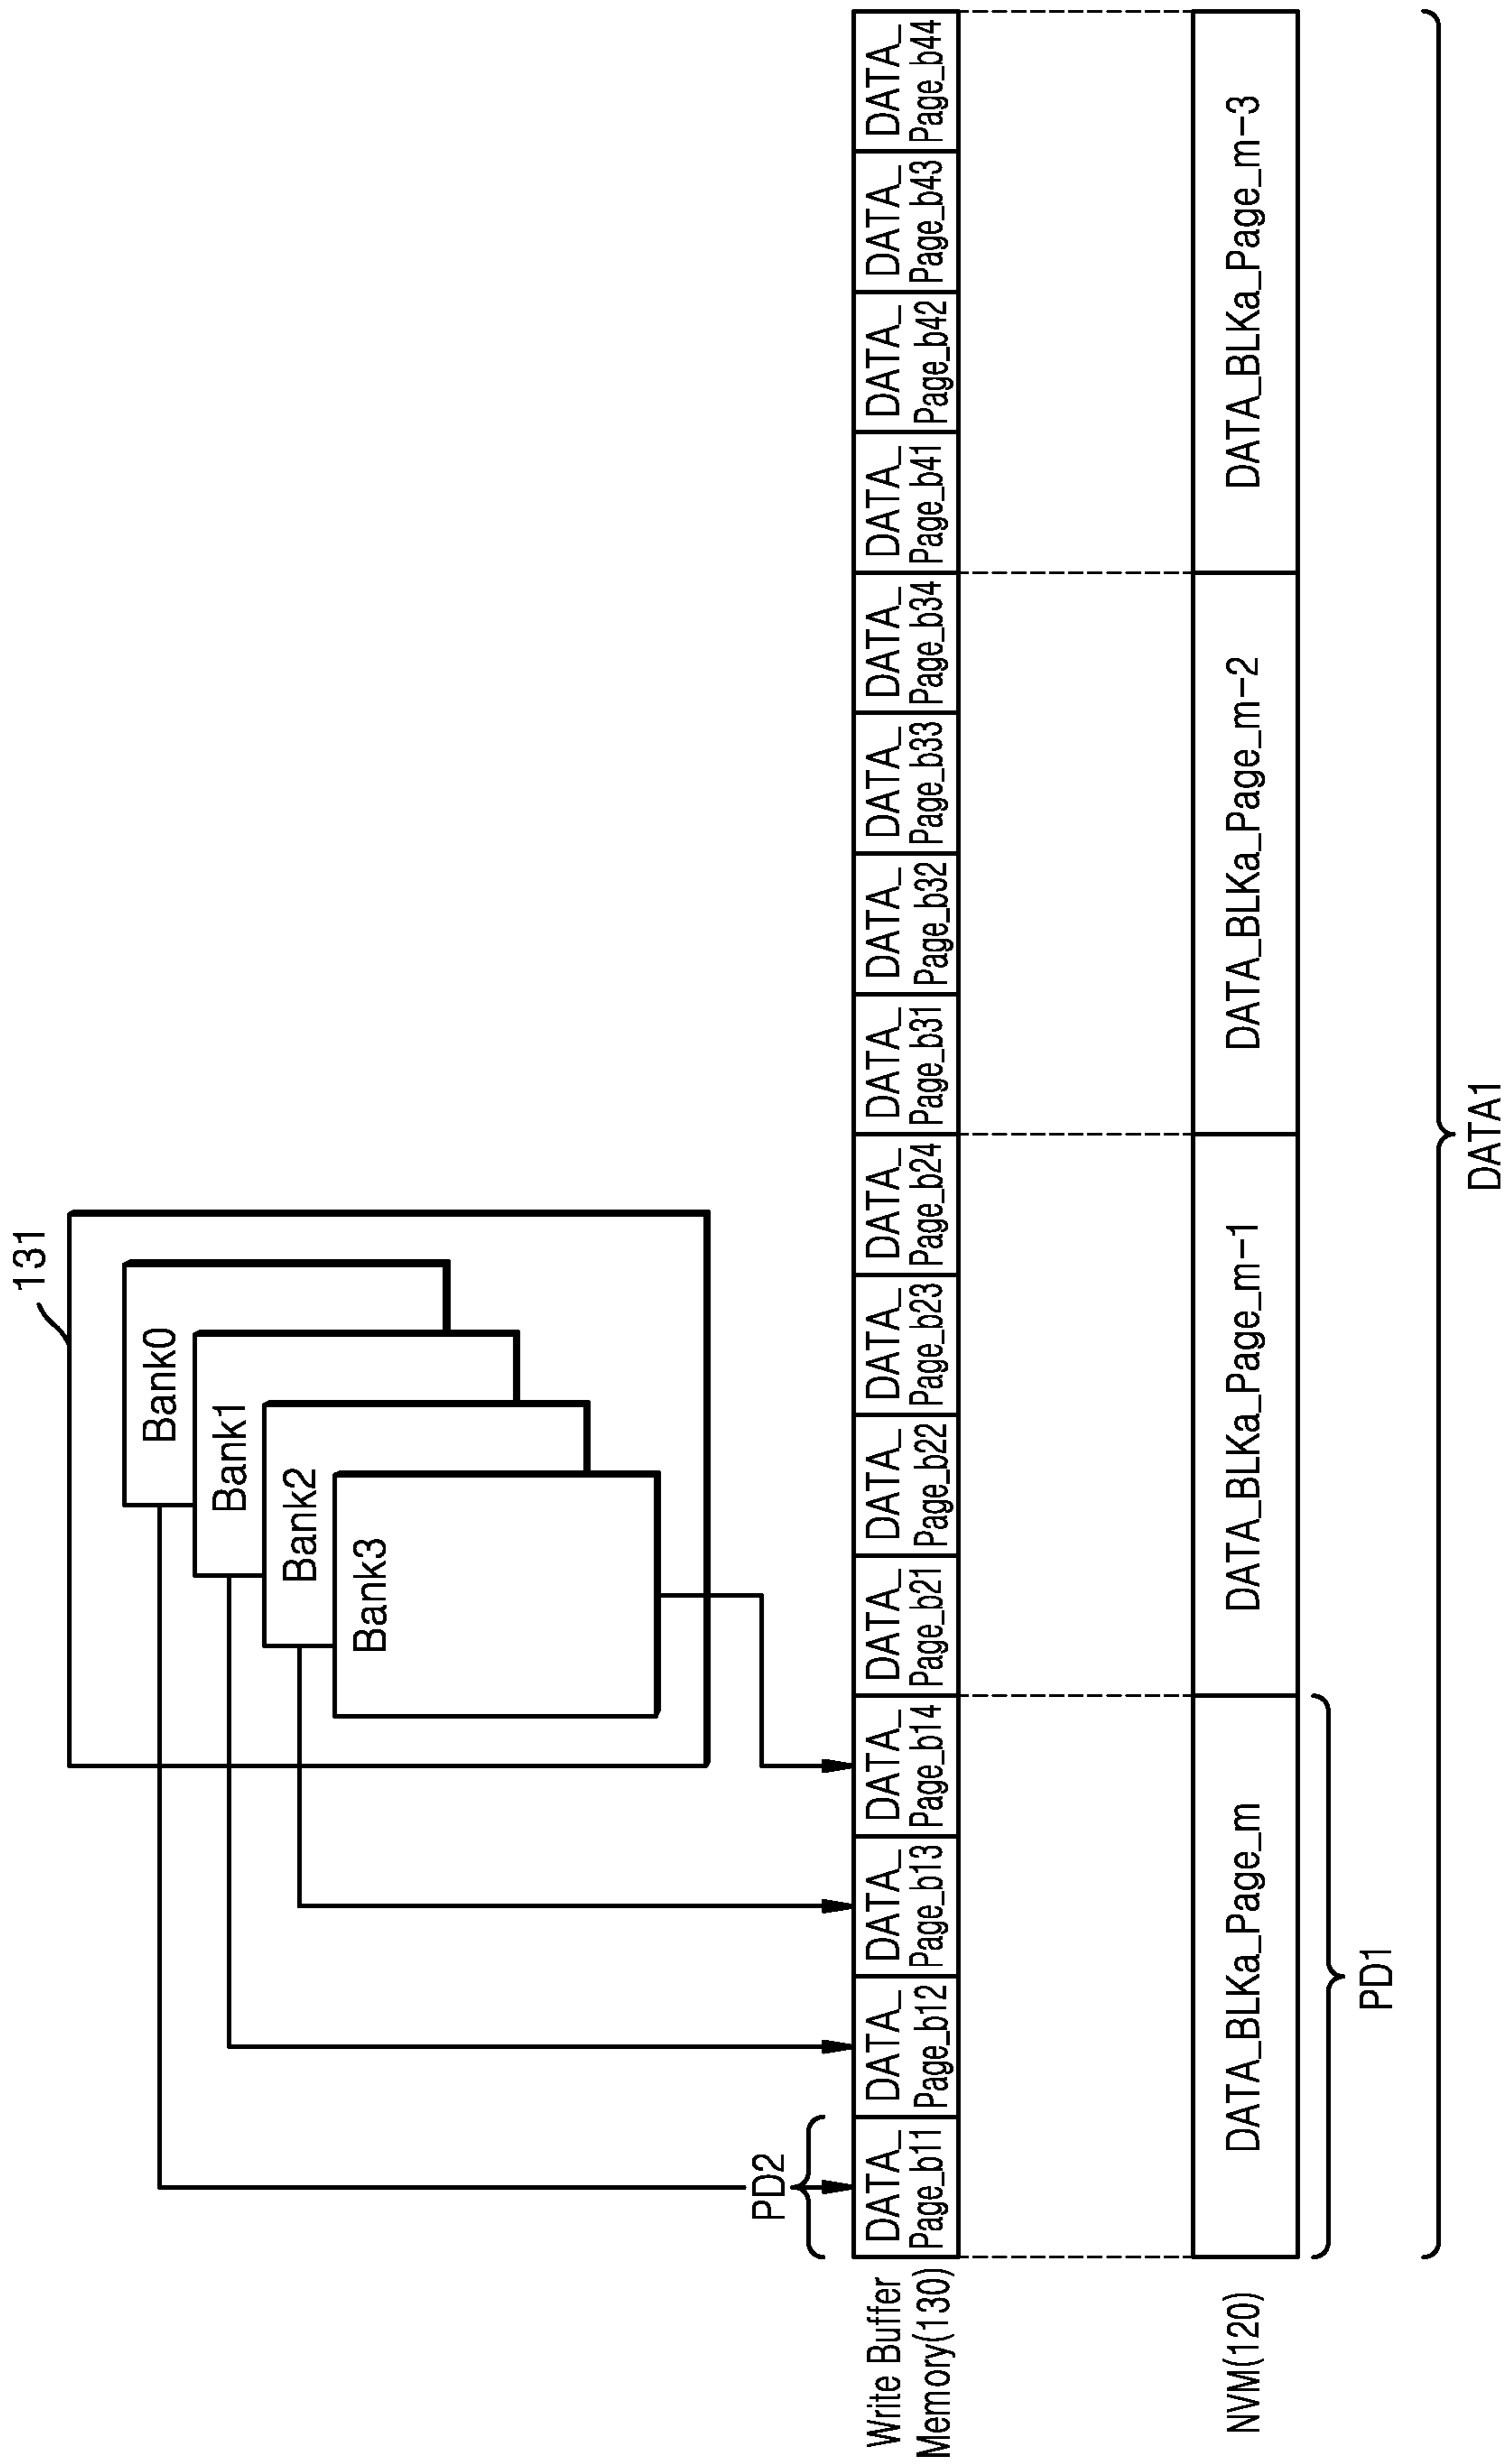 131
Bank0
Bank1
Bank2
Bank3
PD2
Write Buffer
Memory(130)
DATA_
Page_b11
DATA_
Page_b12
DATA_
Page_b13
DATA_
Page_b14
DATA_
Page_b21
DATA_
Page_b22
DATA_
Page_b23
DATA_
Page_b24
DATA_
Page_b31
DATA_
Page_b32
DATA_
Page_b33
DATA_
Page_b34
DATA_
Page_b41
DATA_
Page_b42
DATA_
Page_b43
DATA_
Page_b44
NVM(120)
DATA_BLKa_Page_m
DATA_BLKa_Page_m-1
DATA_BLKa_Page_m-2
DATA_BLKa_Page_m-3
PD1
DATA1